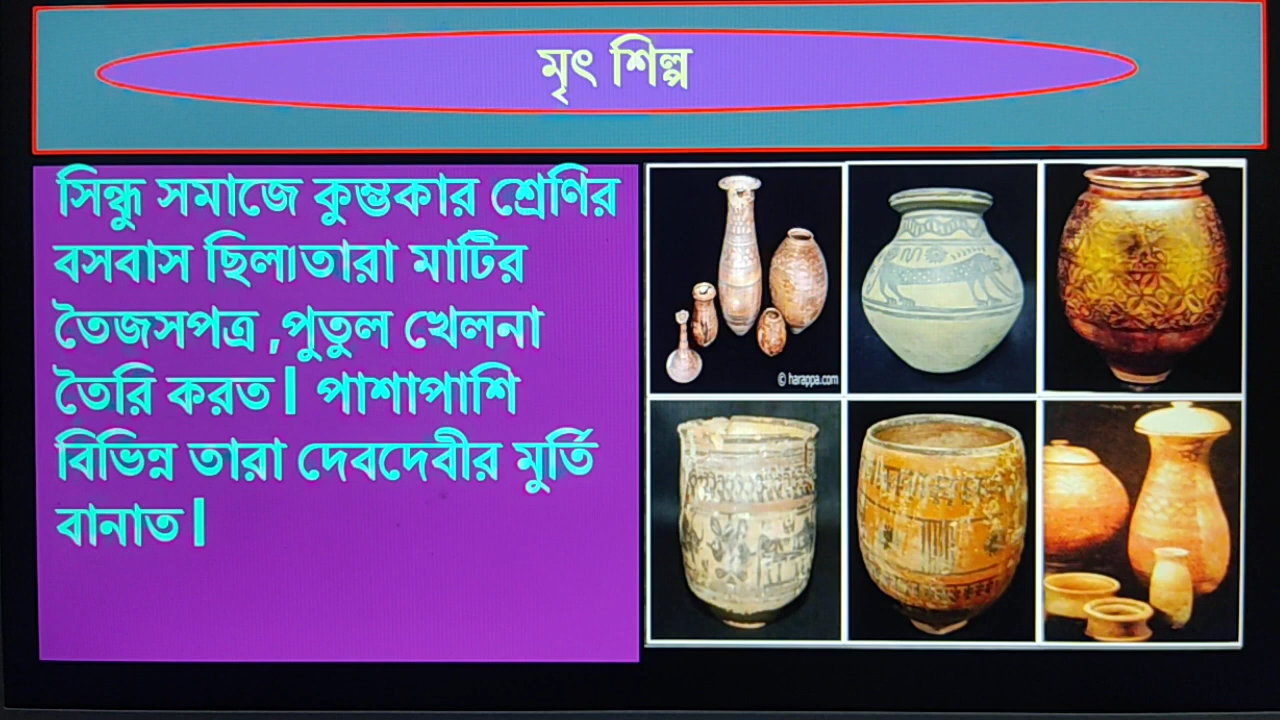 মৃৎ শিল্প
সিন্ধু সমাজে কুম্ভকার শ্রেণির
বসবাস ছিল।তারা মাটির
তৈজসপত্র ,পুতুল খেলনা
তৈরি করত। পাশাপাশি
বিভিন্ন তারা দেবদেবীর মুর্তি
বানাত।
© harappa.com